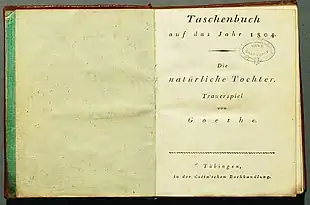 Taschenbuch
auf das Jahr 1804.
Die
natürliche Tochter.
Trauerspiel
von
Goethe.
Tübingen,
in der Cotta'schen Buchhandlung.